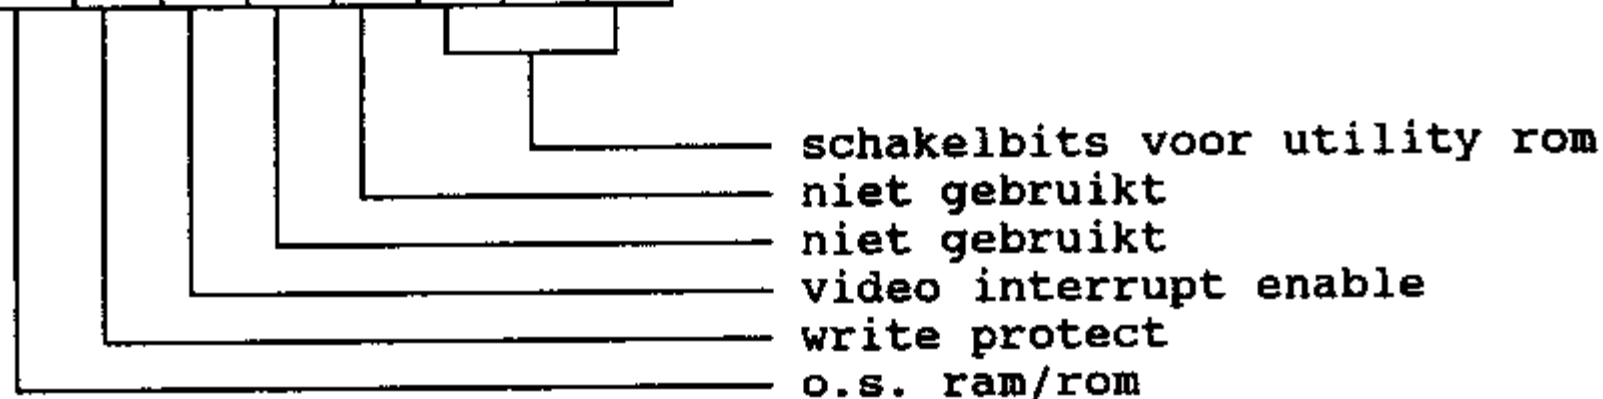 schakelbits voor utility rom
niet gebruikt
niet gebruikt
video interrupt enable
write protect
o.s. ram/rom